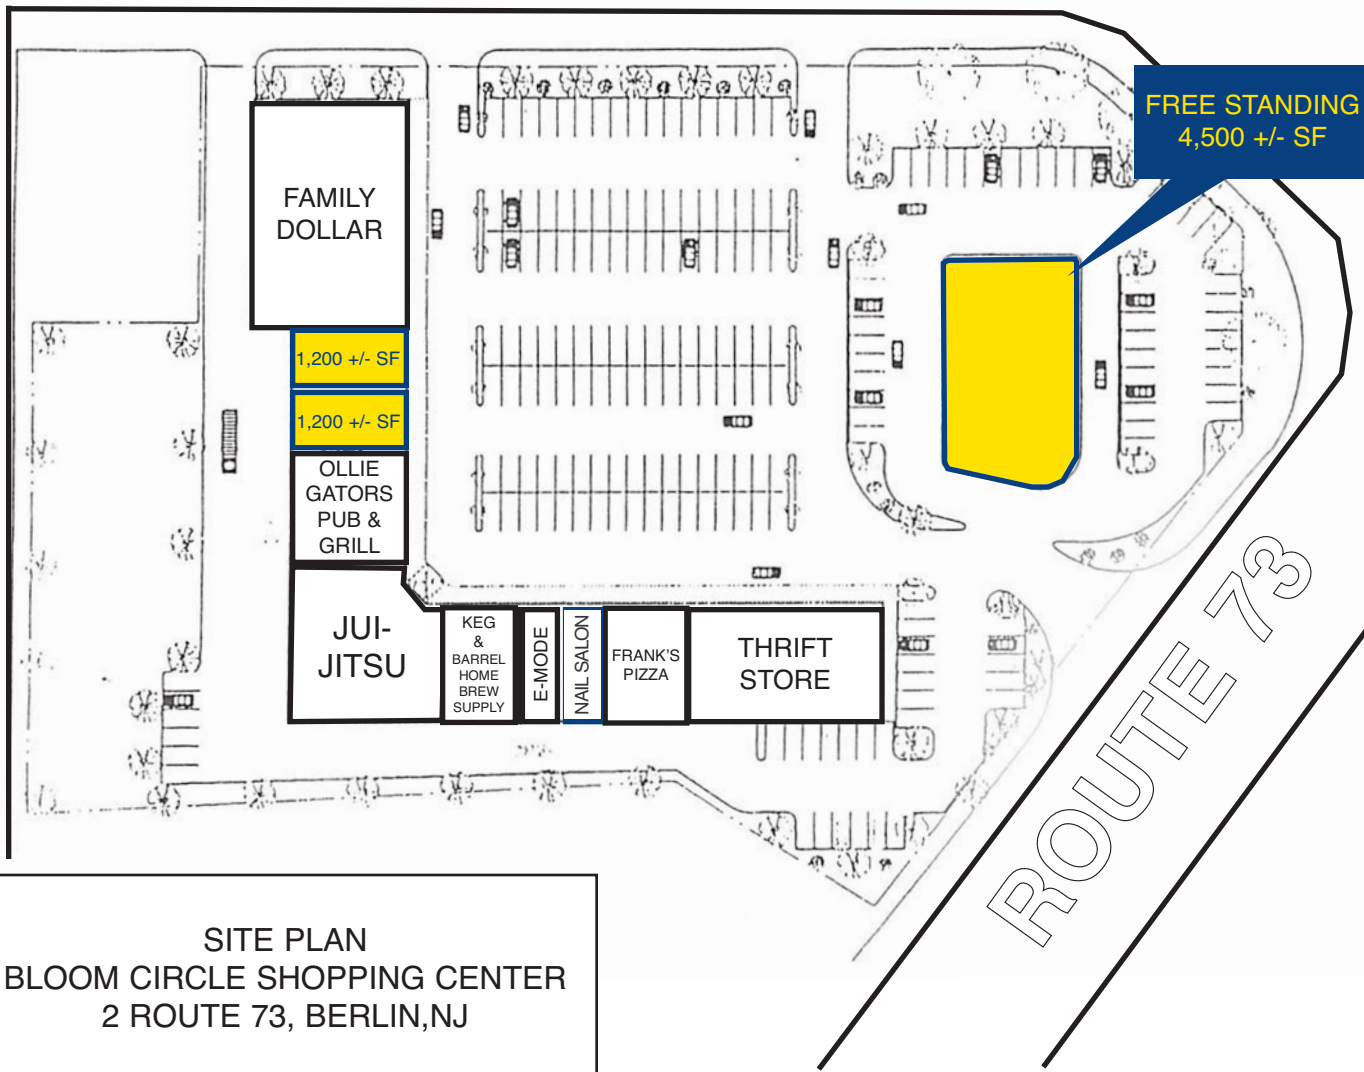 FREE STANDING
4,500 +/- SF
FAMILY
DOLLAR
1,200 +/- SF
1,200 +/- SF
OLLIE
GATORS
PUB &
GRILL
JUI-
JITSU
KEG
&
BARREL
HOME
BREW
SUPPLY
E-MODE
NAIL SALON
FRANK'S
PIZZA
THRIFT
STORE
ROUTE 73
SITE PLAN
BLOOM CIRCLE SHOPPING CENTER
2 ROUTE 73, BERLIN,NJ